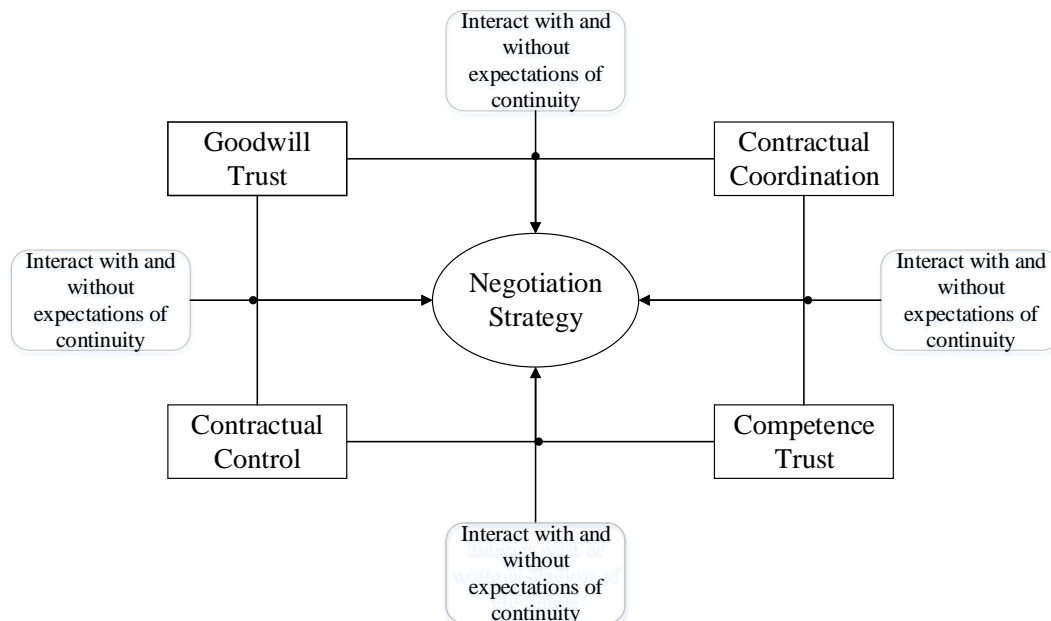 Interact with and
without
expectations of
continuity
Goodwill
Trust
Contractual
Coordination
Interact with and
without
expectations of
continuity
Negotiation
Strategy
Interact with and
without
expectations of
continuity
Contractual
Control
Competence
Trust
Interact with and
without
expectations of
continuity